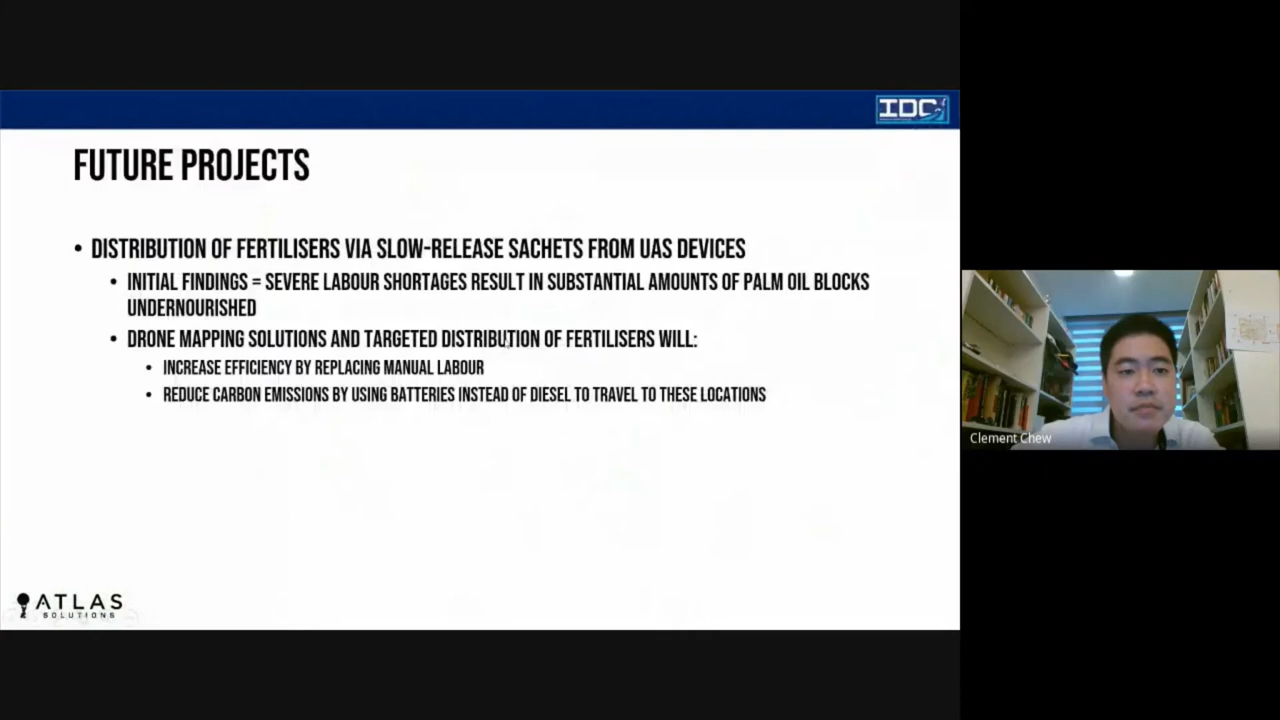 IDC
FUTURE PROJECTS
• DISTRIBUTION OF FERTILISERS VIA SLOW-RELEASE SACHETS FROM UAS DEVICES
• INITIAL FINDINGS = SEVERE LABOUR SHORTAGES RESULT IN SUBSTANTIAL AMOUNTS OF PALM OIL BLOCKS
UNDERNOURISHED
• DRONE MAPPING SOLUTIONS AND TARGETED DISTRIBUTION OF FERTILISERS WILL:
• INCREASE EFFICIENCY BY REPLACING MANUAL LABOUR
• REDUCE CARBON EMISSIONS BY USING BATTERIES INSTEAD OF DIESEL TO TRAVEL TO THESE LOCATIONS
Clement Chew
ATLAS
SOLUTIONS